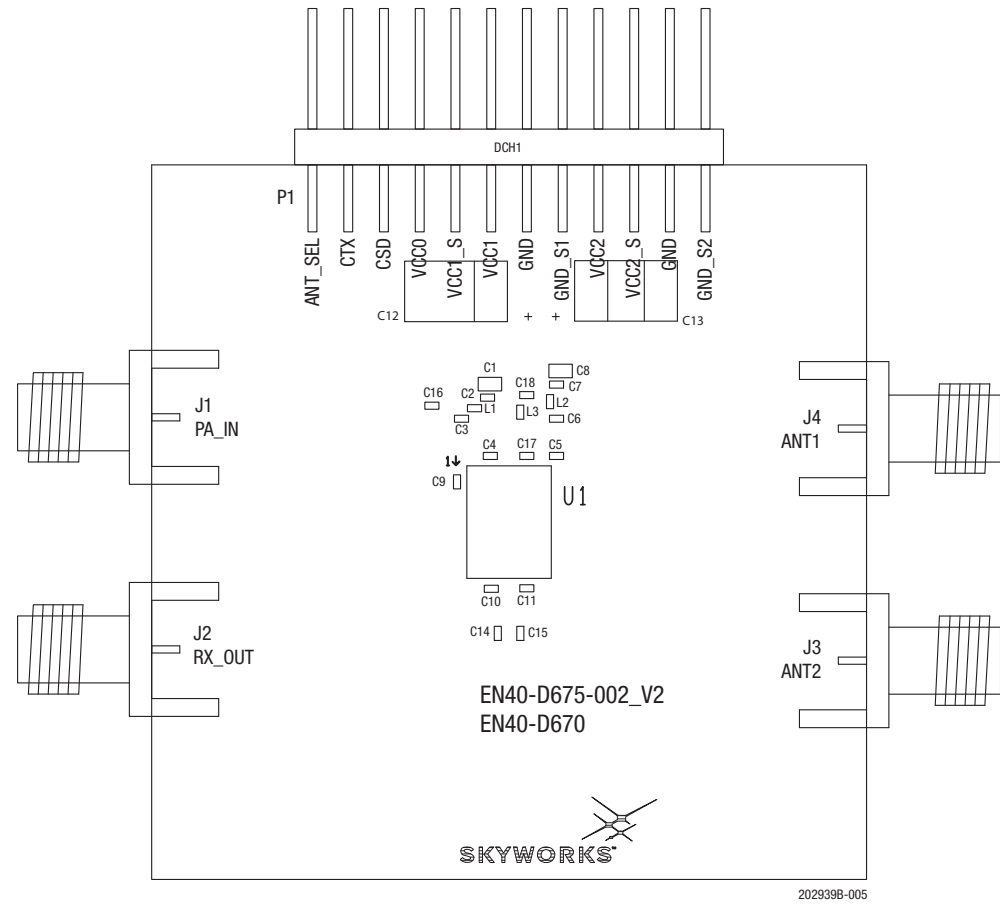 DCH1
P1
ANT_SEL
CTX
CSD
VCC0
VCC1_S
VCC1
GND
GND_S1
VCC2
VCC2_S
GND
GND_S2
C12
+ +
C13
C1
C8
C16
C2
C18
C7
L1
L3
L2
C3
C6
J1
PA_IN
J4
ANT1
C4
C17
C5
1↓
C9
U1
C10
C11
C14
C15
J2
RX_OUT
J3
ANT2
EN40-D675-002_V2
EN40-D670
SKYWORKS™
202939B-005